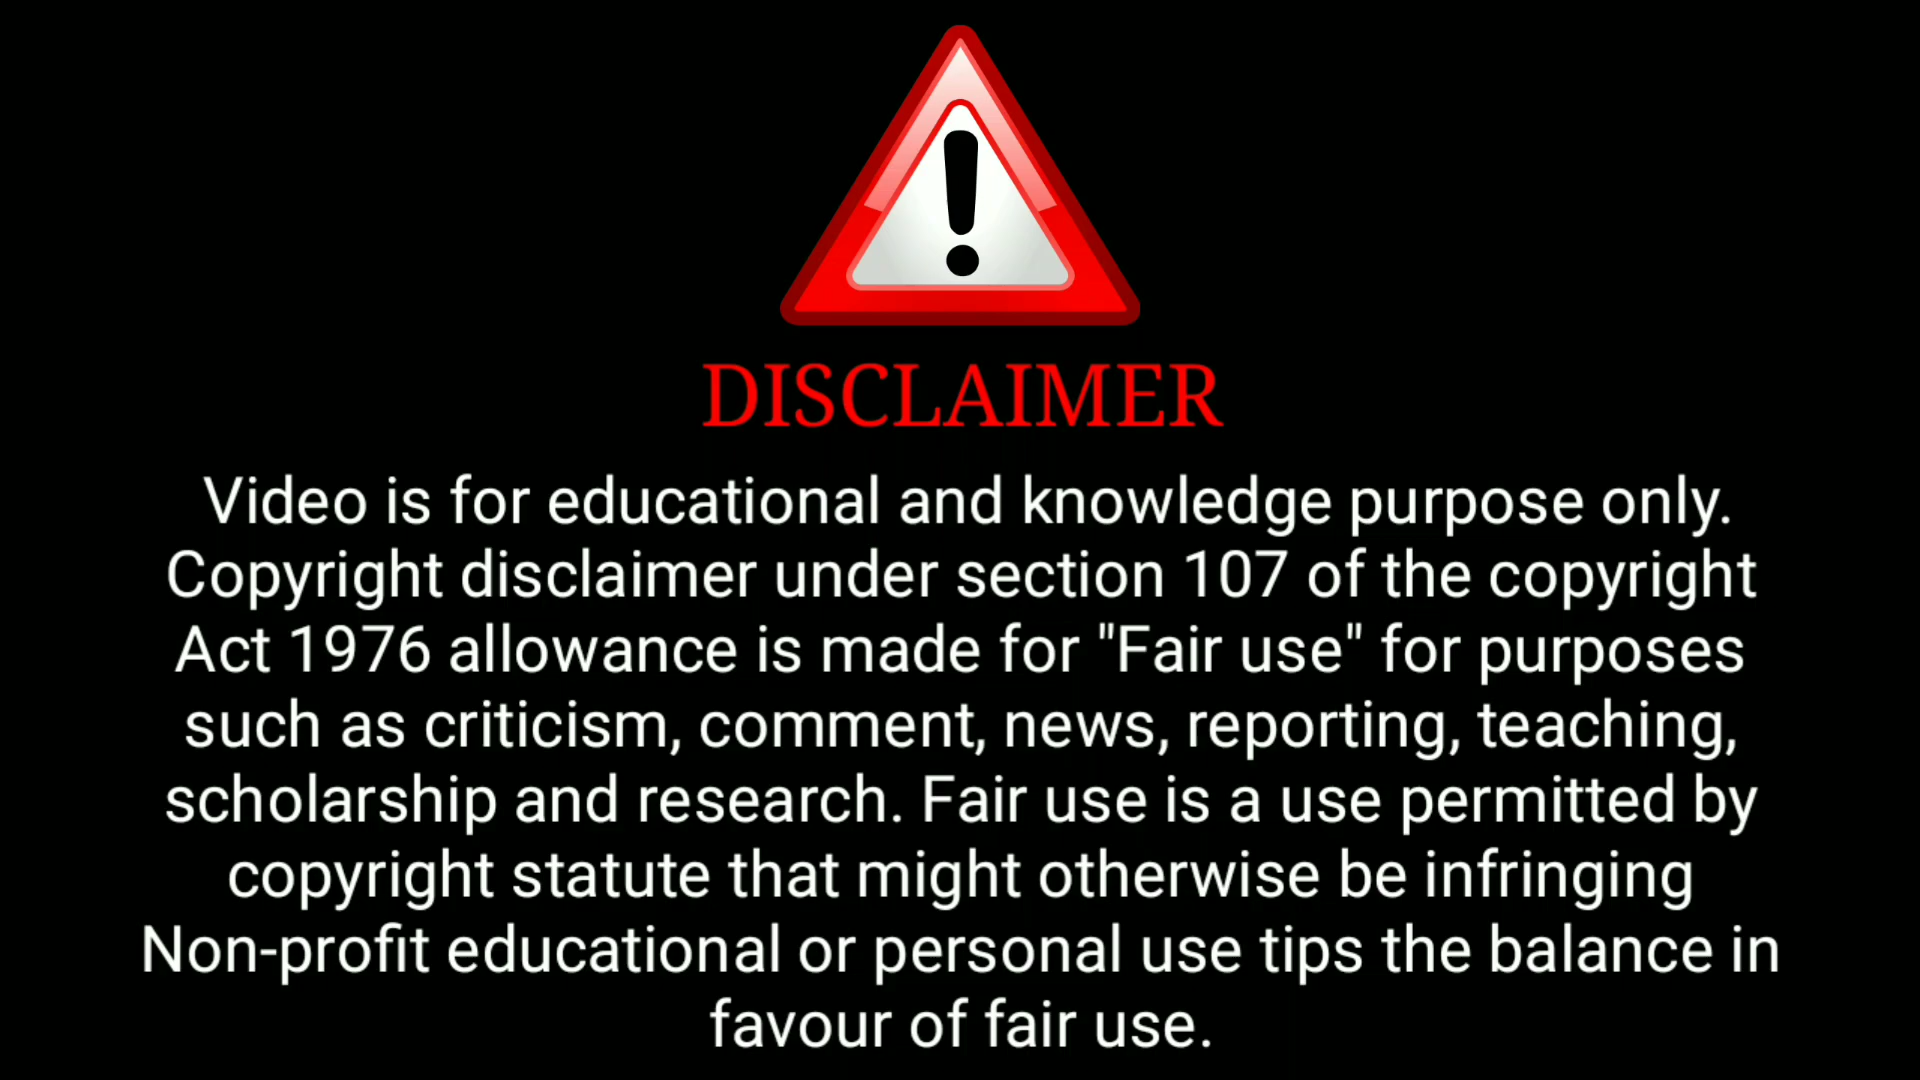 DISCLAIMER
Video is for educational and knowledge purpose only.
Copyright disclaimer under section 107 of the copyright
Act 1976 allowance is made for "Fair use" for purposes
such as criticism, comment, news, reporting, teaching,
scholarship and research. Fair use is a use permitted by
copyright statute that might otherwise be infringing
Non-profit educational or personal use tips the balance in
favour of fair use.